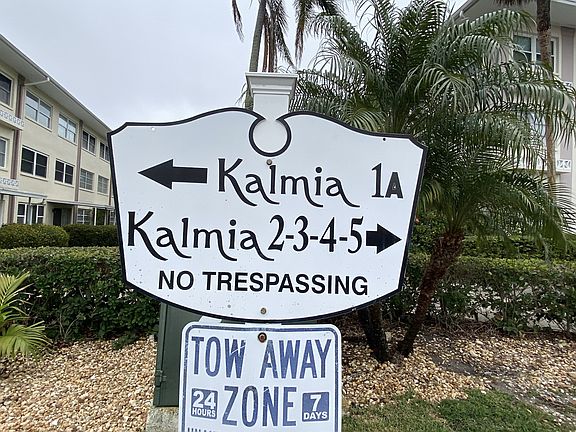 Kalmia 1A
Kalmia 2-3-4-5
NO TRESPASSING
TOW AWAY
24 HOURS ZONE 7 DAYS